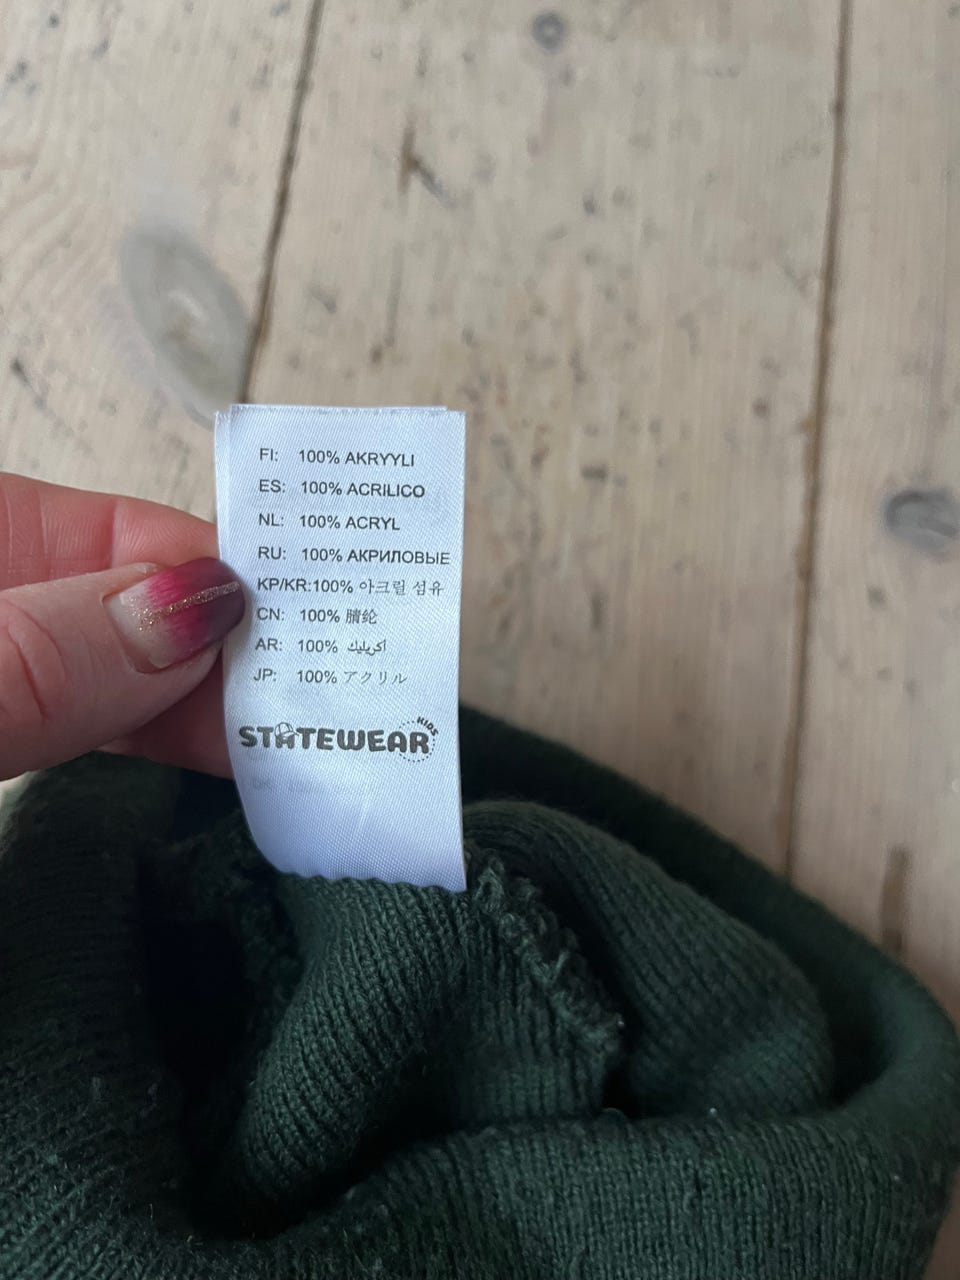 FI: 100% AKRYYLI
ES: 100% ACRILICO
NL: 100% ACRYL
RU: 100% АКРИЛОВЫЕ
KP/KR:100% 아크릴 섬유
CN: 100% 腈纶
AR: 100% أكريليك
JP: 100% アクリル
STATEWEAR KIDS